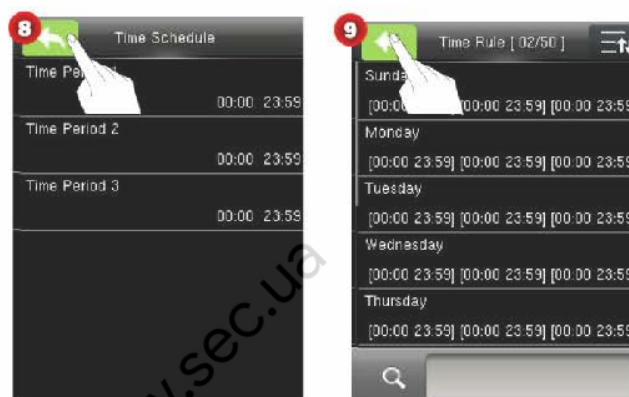 8
Time Schedule
Time Pe 1
00:00 23:59
Time Period 2
00:00 23:59
Time Period 3
00:00 23:59
9
Time Rule [ 02/50 ]
Sunda
[00:0 [00:00 23:59] [00:00 23:59
Monday
[00:00 23:59] [00:00 23:59] [00:00 23:59
Tuesday
[00:00 23:59] [00:00 23:59] [00:00 23:59
Wednesday
[00:00 23:59] [00:00 23:59] [00:00 23:59
Thursday
[00:00 23:59] [00:00 23:59] [00:00 23:59
.sec.ua